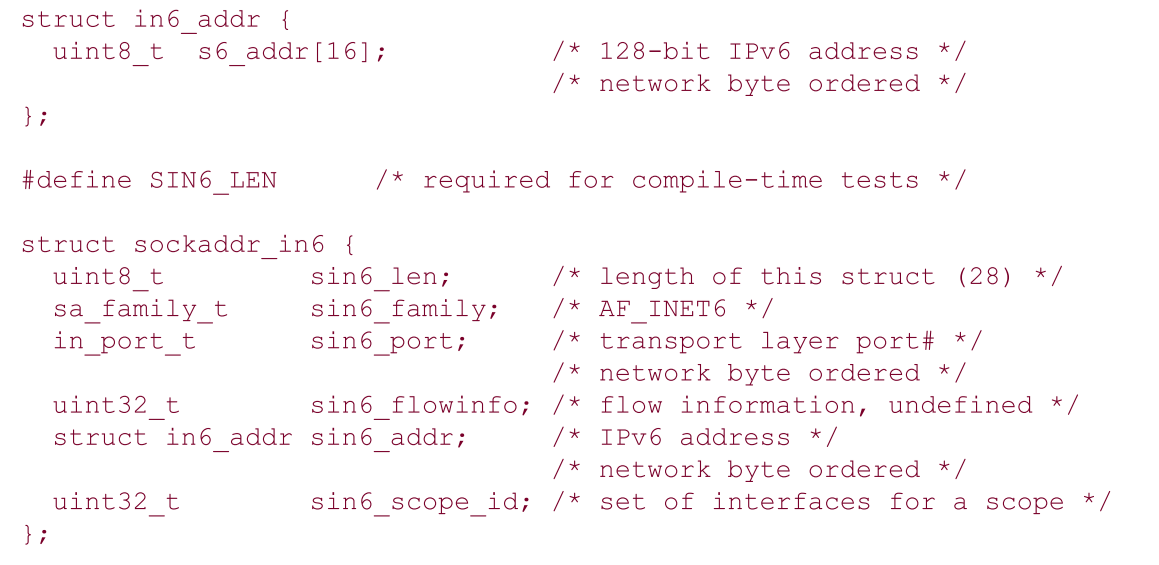 struct in6_addr {
  uint8_t  s6_addr[16];          /* 128-bit IPv6 address */
                                 /* network byte ordered */
};

#define SIN6_LEN      /* required for compile-time tests */

struct sockaddr_in6 {
  uint8_t         sin6_len;      /* length of this struct (28) */
  sa_family_t     sin6_family;   /* AF_INET6 */
  in_port_t       sin6_port;     /* transport layer port# */
                                 /* network byte ordered */
  uint32_t        sin6_flowinfo; /* flow information, undefined */
  struct in6_addr sin6_addr;     /* IPv6 address */
                                 /* network byte ordered */
  uint32_t        sin6_scope_id; /* set of interfaces for a scope */
};